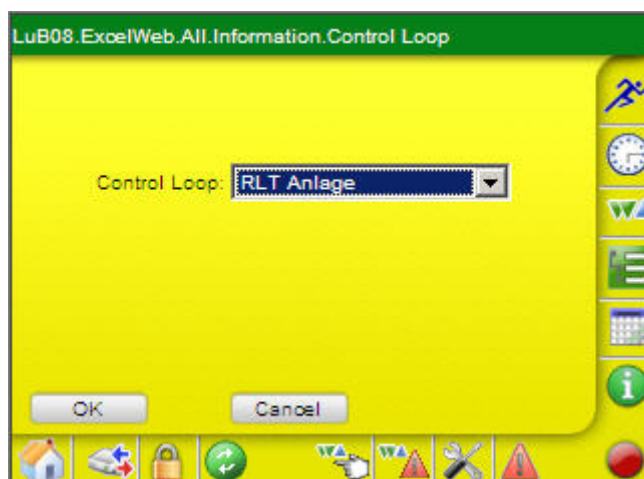 LuB08.ExcelWeb.All.Information.Control Loop
Control Loop: RLT Anlage
OK Cancel